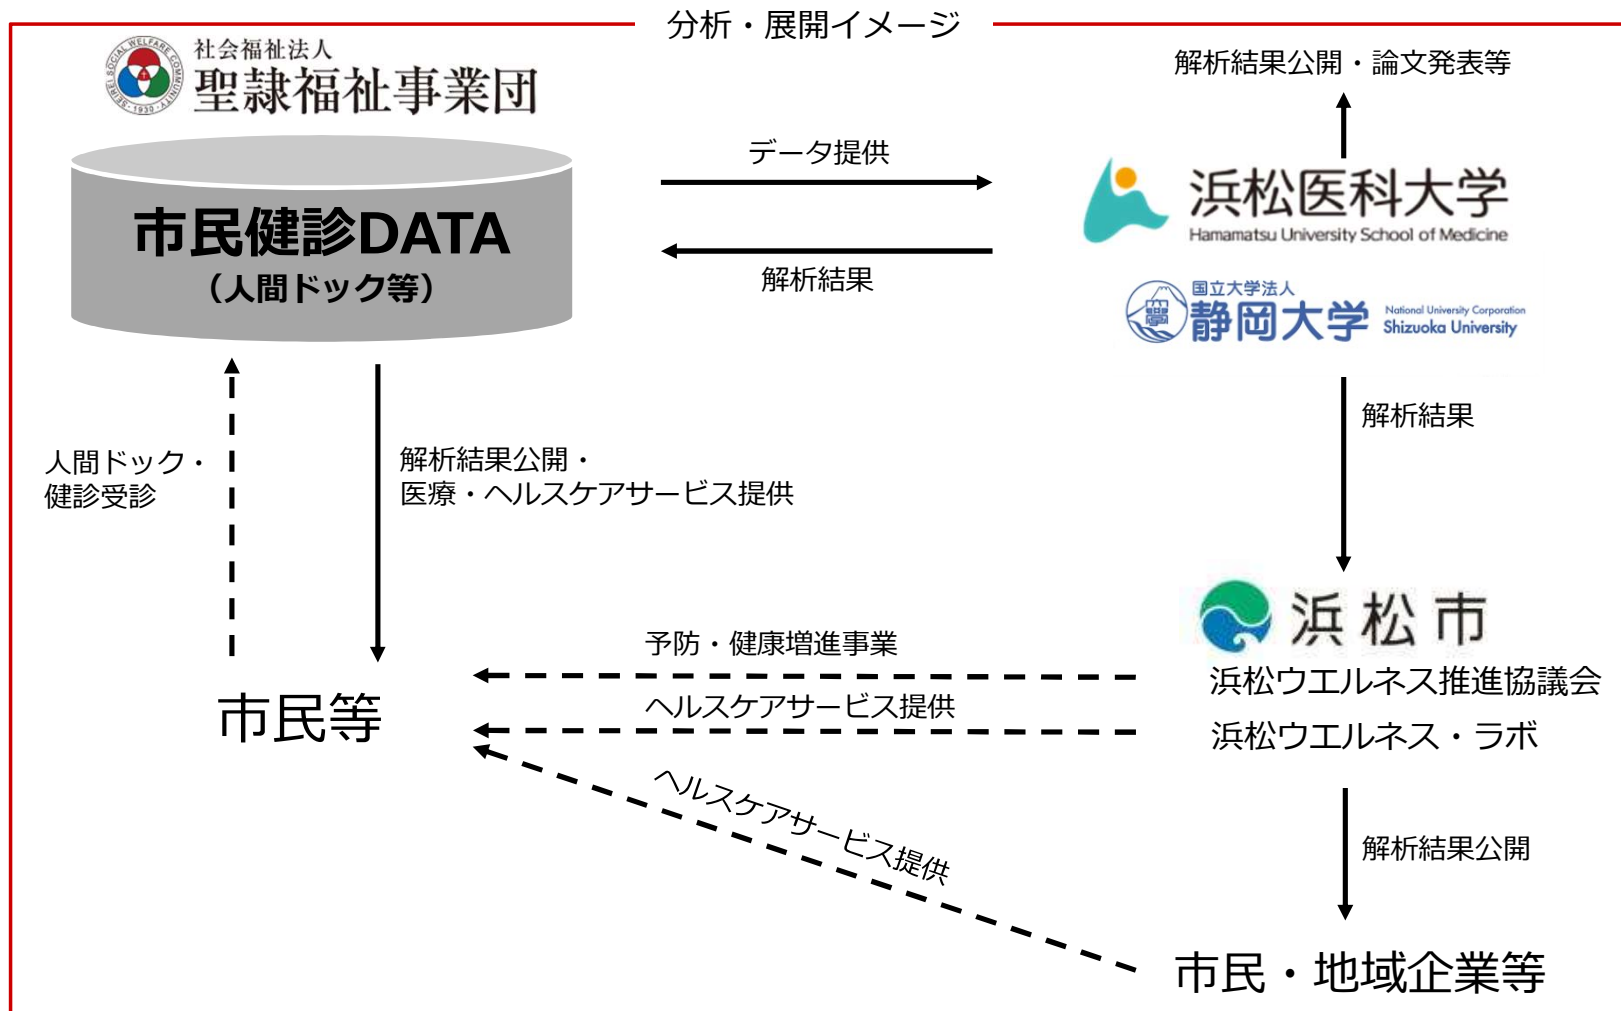 分析・展開イメージ
社会福祉法人
聖隷福祉事業団
SEIREI SOCIAL WELFARE COMMUNITY
・1930・
市民健診DATA
（人間ドック等）
データ提供
解析結果
解析結果公開・論文発表等
浜松医科大学
Hamamatsu University School of Medicine
国立大学法人
静岡大学
National University Corporation
Shizuoka University
人間ドック・
健診受診
解析結果公開・
医療・ヘルスケアサービス提供
解析結果
浜松市
浜松ウエルネス推進協議会
浜松ウエルネス・ラボ
予防・健康増進事業
ヘルスケアサービス提供
市民等
ヘルスケアサービス提供
解析結果公開
市民・地域企業等